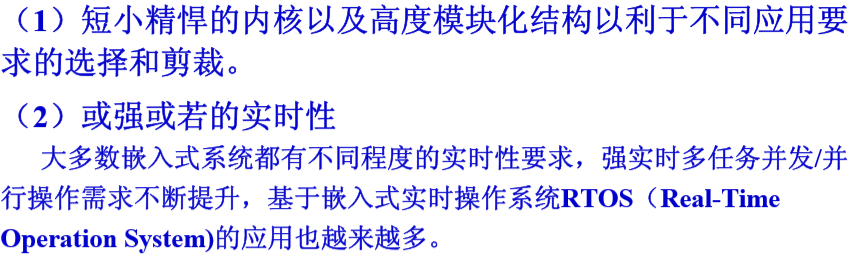 （1）短小精悍的内核以及高度模块化结构以利于不同应用要
求的选择和剪裁。
（2）或强或若的实时性
大多数嵌入式系统都有不同程度的实时性要求，强实时多任务并发/并
行操作需求不断提升，基于嵌入式实时操作系统RTOS（Real-Time
Operation System)的应用也越来越多。